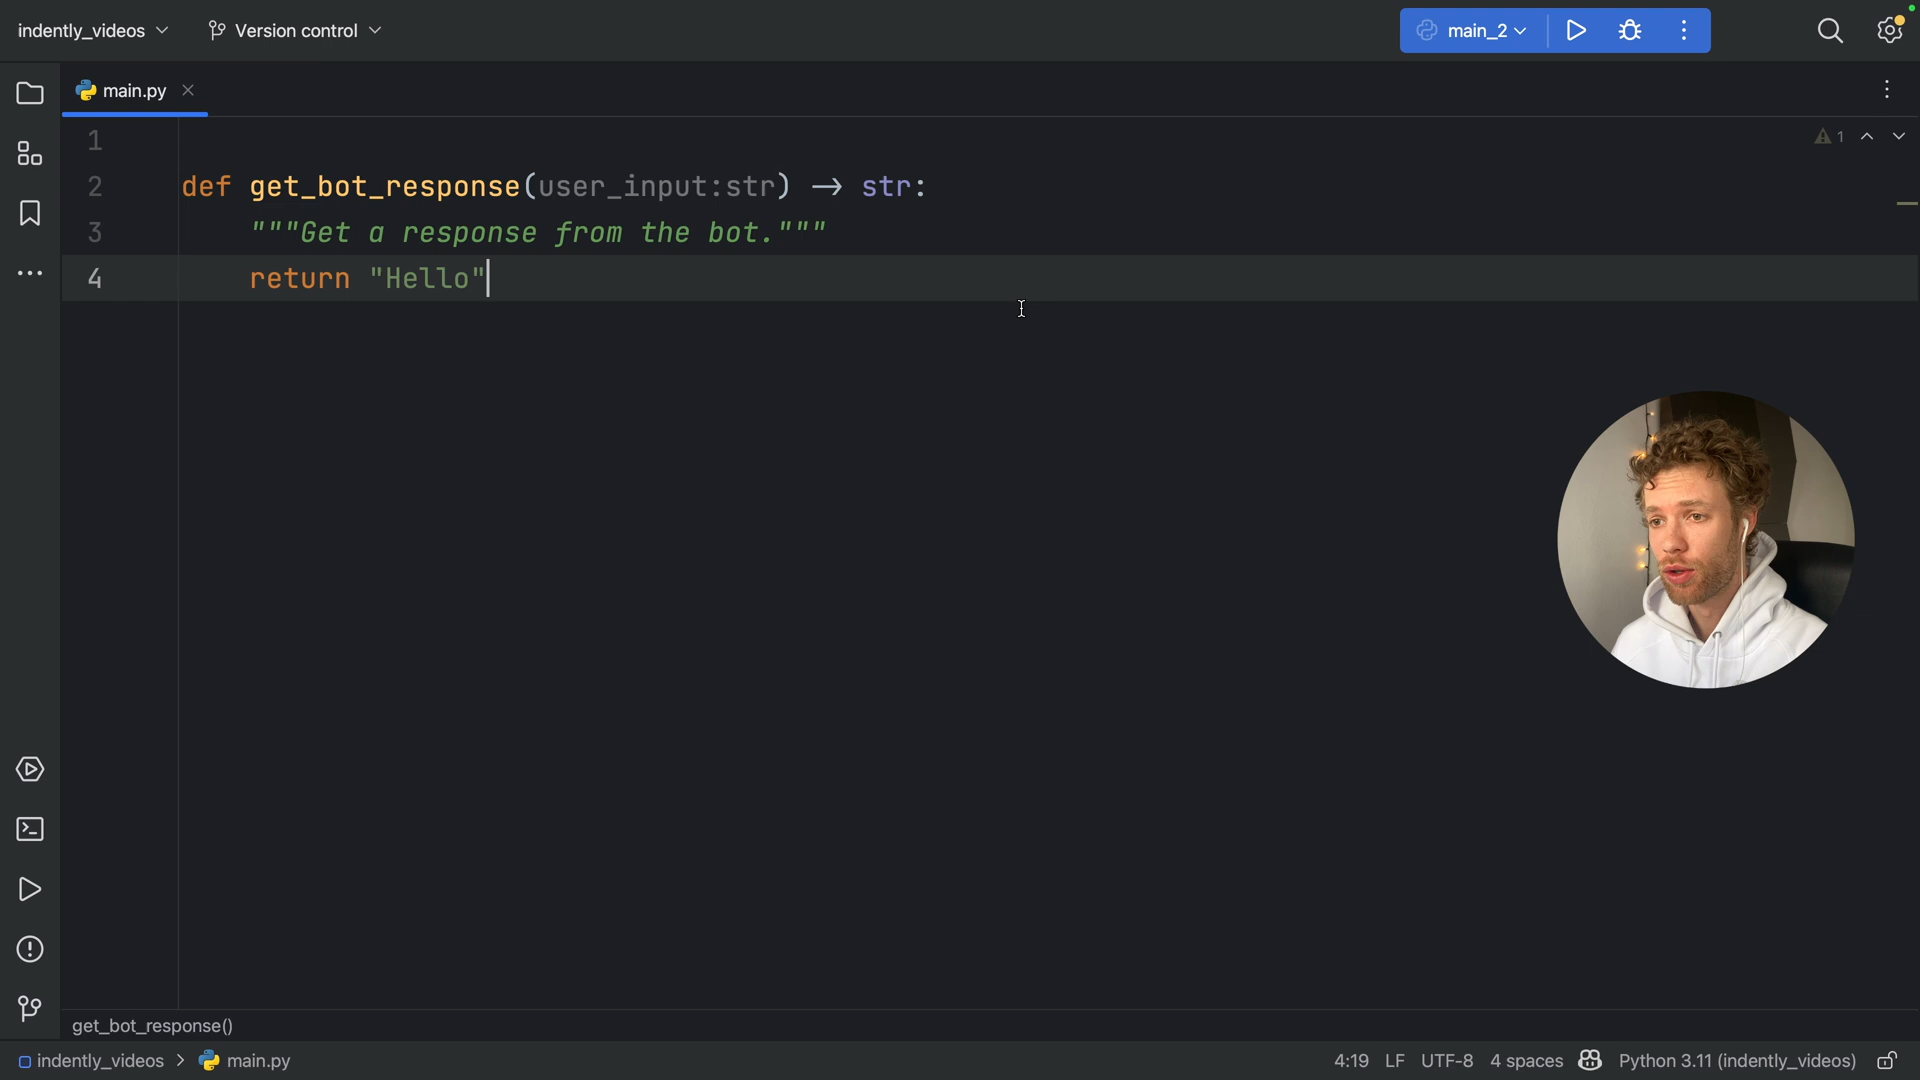 indently_videos
Version control
main_2
main.py
1
1
2 def get_bot_response(user_input:str) → str:
3 """Get a response from the bot."""
4 return "Hello"
get_bot_response()
indently_videos > main.py
4:19 LF UTF-8 4 spaces Python 3.11 (indently_videos)